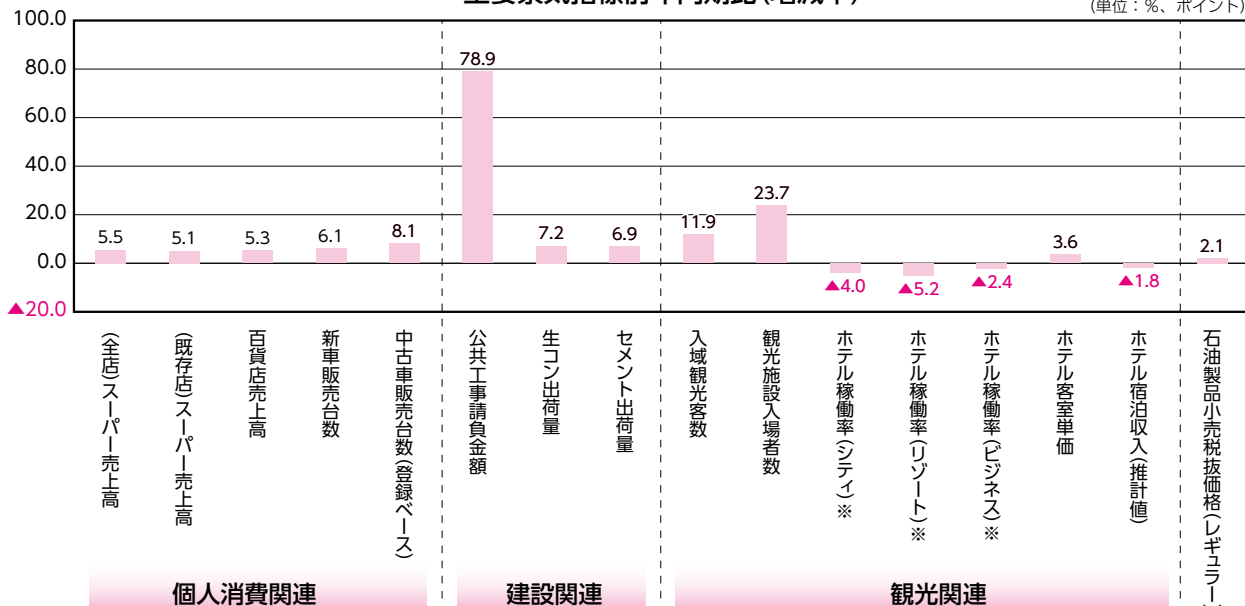 (単位：%、ポイント)
100.0
80.0
60.0
40.0
20.0
0.0
▲20.0
5.5
5.1
5.3
6.1
8.1
78.9
7.2
6.9
11.9
23.7
▲4.0
▲5.2
▲2.4
3.6
▲1.8
2.1
(全店)スーパー売上高
(既存店)スーパー売上高
百貨店売上高
新車販売台数
中古車販売台数(登録ベース)
公共工事請負金額
生コン出荷量
セメント出荷量
入域観光客数
観光施設入場者数
ホテル稼働率(シティ)※
ホテル稼働率(リゾート)※
ホテル稼働率(ビジネス)※
ホテル客室単価
ホテル宿泊収入(推計値)
石油製品小売税抜価格(レギュラー)
個人消費関連
建設関連
観光関連